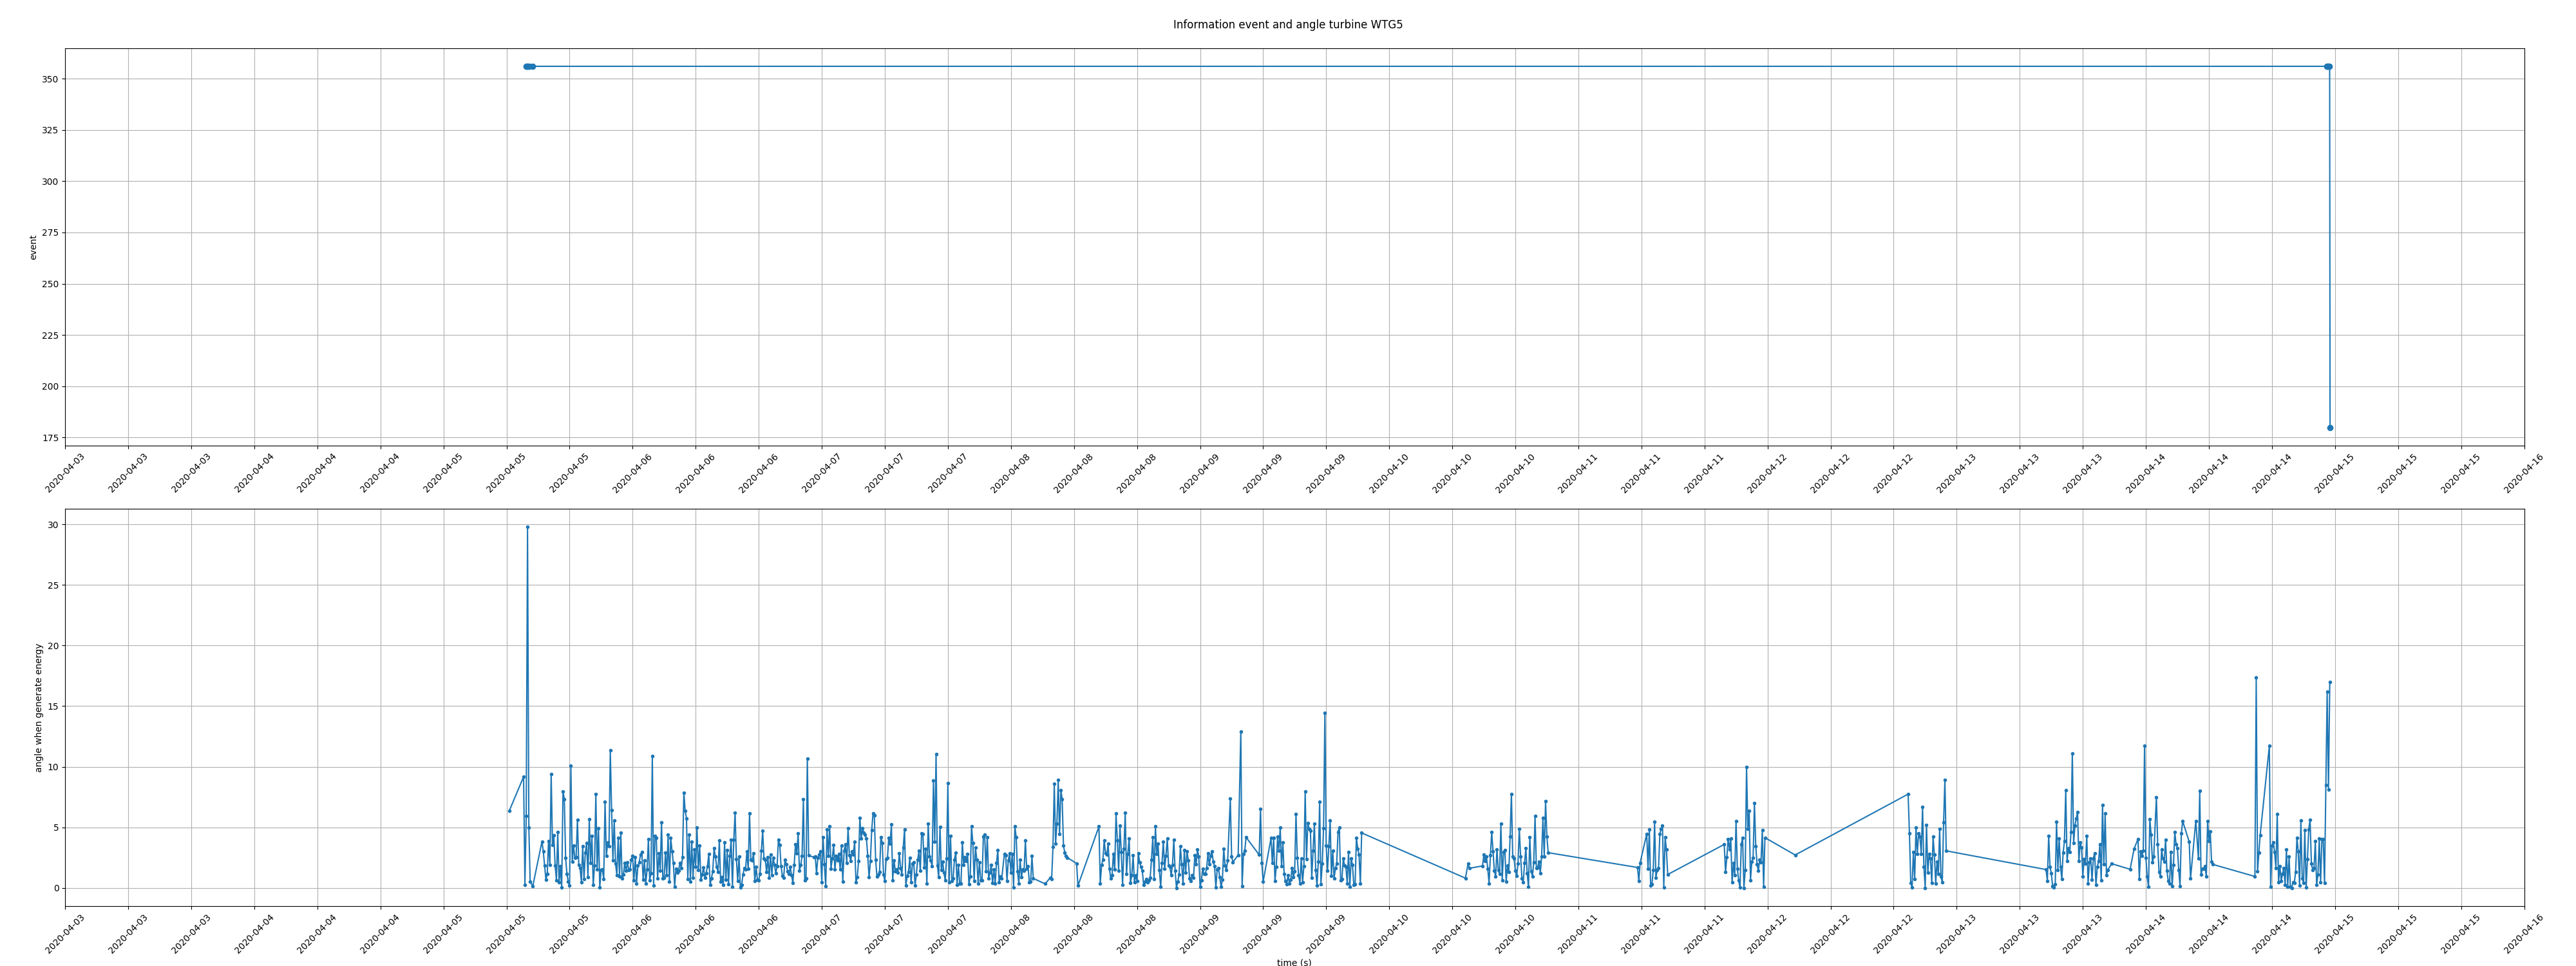 Information event and angle turbine WTG5
350
325
300
275
250
225
200
175
event
2020-04-03 2020-04-03 2020-04-03 2020-04-04 2020-04-04 2020-04-04 2020-04-05 2020-04-05 2020-04-05 2020-04-06 2020-04-06 2020-04-06 2020-04-07 2020-04-07 2020-04-07 2020-04-08 2020-04-08 2020-04-08 2020-04-09 2020-04-09 2020-04-09 2020-04-10 2020-04-10 2020-04-10 2020-04-11 2020-04-11 2020-04-11 2020-04-12 2020-04-12 2020-04-12 2020-04-13 2020-04-13 2020-04-13 2020-04-14 2020-04-14 2020-04-14 2020-04-15 2020-04-15 2020-04-15 2020-04-16
30
25
20
15
10
5
0
angle when generate energy
2020-04-03 2020-04-03 2020-04-03 2020-04-04 2020-04-04 2020-04-04 2020-04-05 2020-04-05 2020-04-05 2020-04-06 2020-04-06 2020-04-06 2020-04-07 2020-04-07 2020-04-07 2020-04-08 2020-04-08 2020-04-08 2020-04-09 2020-04-09 2020-04-09 2020-04-10 2020-04-10 2020-04-10 2020-04-11 2020-04-11 2020-04-11 2020-04-12 2020-04-12 2020-04-12 2020-04-13 2020-04-13 2020-04-13 2020-04-14 2020-04-14 2020-04-14 2020-04-15 2020-04-15 2020-04-15 2020-04-16
time (s)